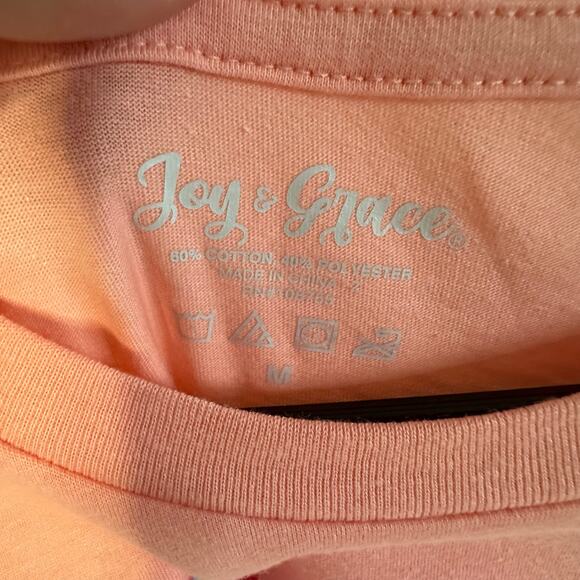 Joy & Grace®
60% COTTON, 40% POLYESTER
MADE IN CHINA
M